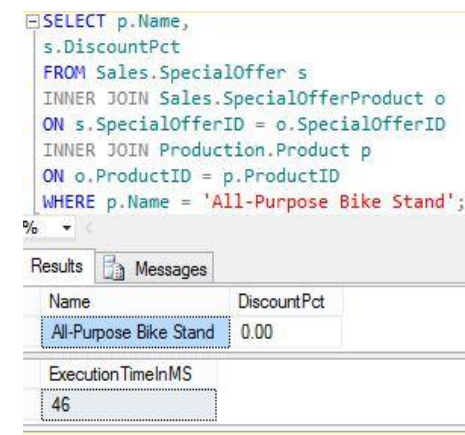 SELECT p.Name,
s.DiscountPct
FROM Sales.SpecialOffer s
INNER JOIN Sales.SpecialOfferProduct o
ON s.SpecialOfferID = o.SpecialOfferID
INNER JOIN Production.Product p
ON o.ProductID = p.ProductID
WHERE p.Name = 'All-Purpose Bike Stand';
%
Results Messages
Name DiscountPct
All-Purpose Bike Stand 0.00
ExecutionTimeInMS
46